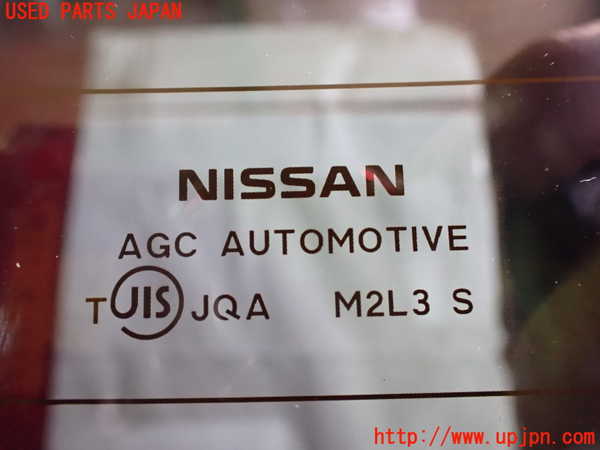 USED PARTS JAPAN
NISSAN
AGC AUTOMOTIVE
T JIS JQA M2L3 S
http://www.upjpn.com